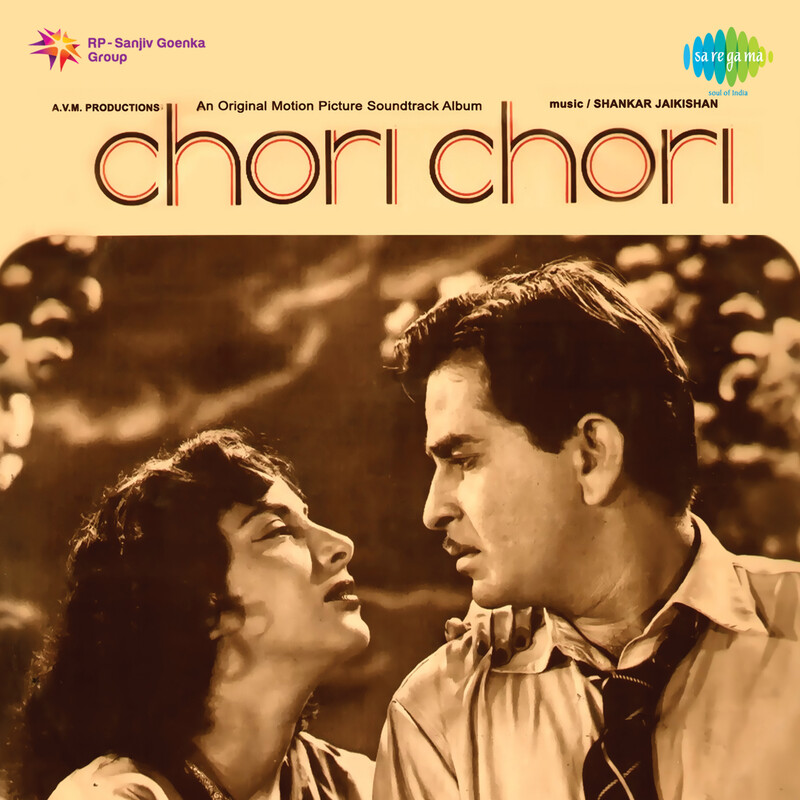 RP-Sanjiv Goenka
Group
sa re ga ma
soul of India
A.V.M. PRODUCTIONS
An Original Motion Picture Soundtrack Album
music / SHANKAR JAIKISHAN
chori chori